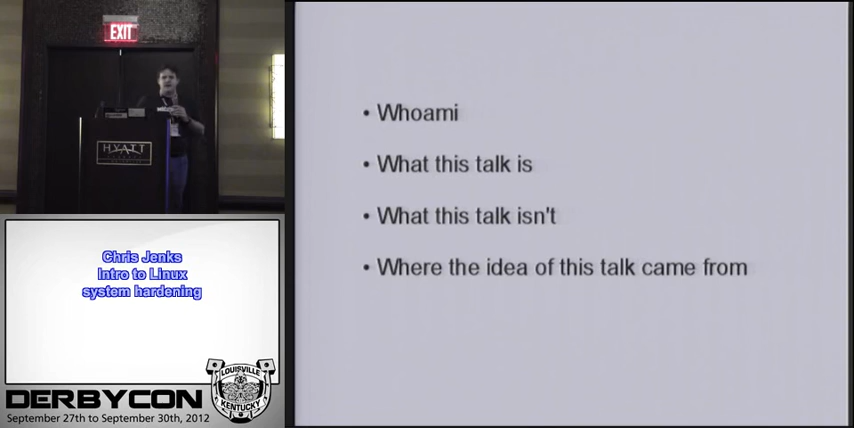 EXIT
HYATT
• Whoami
• What this talk is
• What this talk isn't
• Where the idea of this talk came from
Chris Jenks
Intro to Linux
system hardening
LOUISVILLE
KENTUCKY
DERBYCON
September 27th to September 30th, 2012